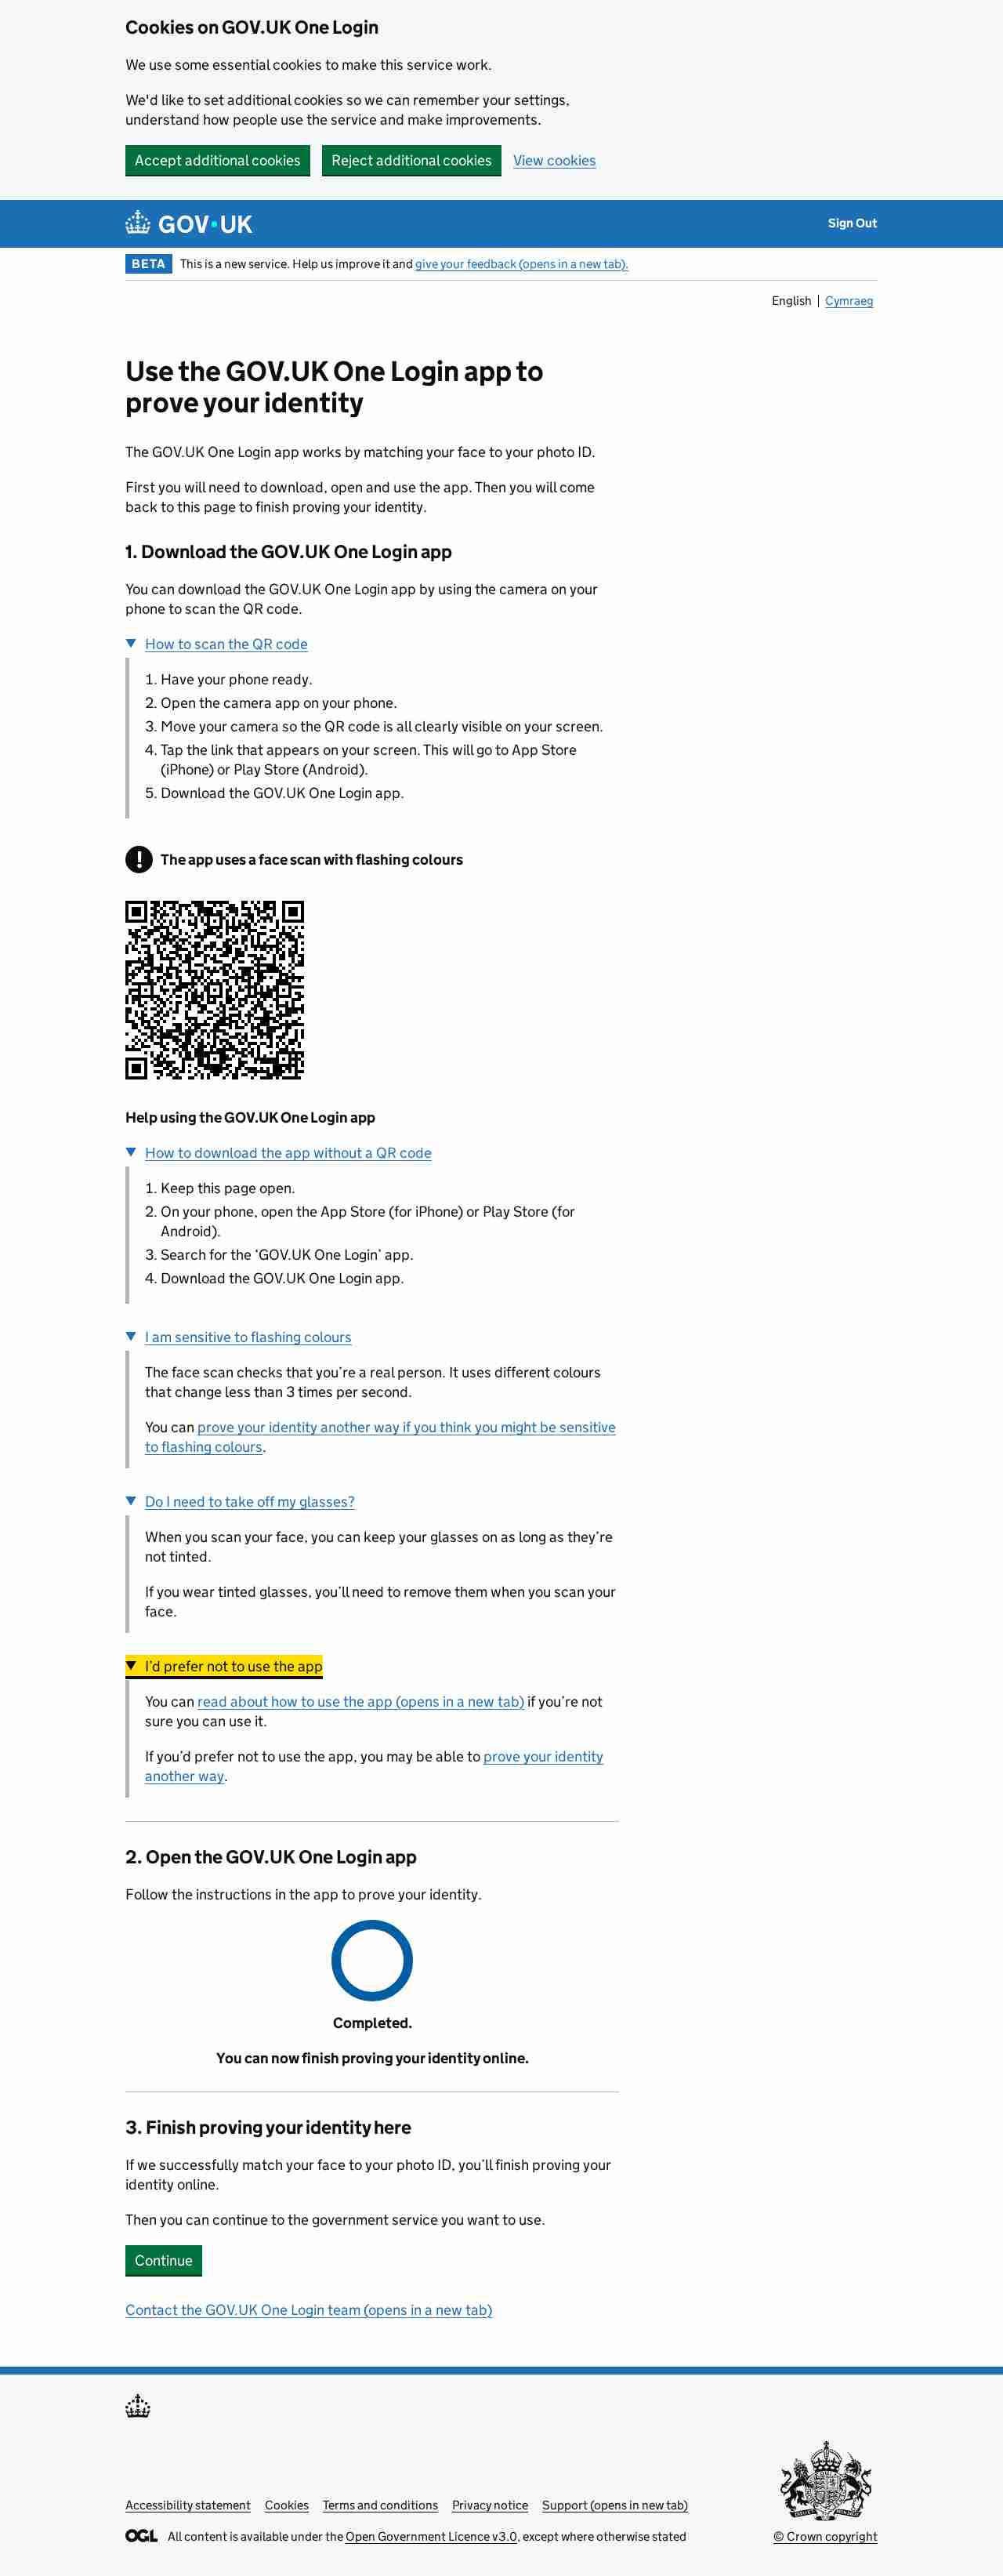 Cookies on GOV.UK One Login
We use some essential cookies to make this service work.
We'd like to set additional cookies so we can remember your settings,
understand how people use the service and make improvements.
Accept additional cookies Reject additional cookies View cookies
GOV·UK Sign Out
BETA This is a new service. Help us improve it and give your feedback (opens in a new tab).
English Cymraeg
Use the GOV.UK One Login app to
prove your identity
The GOV.UK One Login app works by matching your face to your photo ID.
First you will need to download, open and use the app. Then you will come
back to this page to finish proving your identity.
1. Download the GOV.UK One Login app
You can download the GOV.UK One Login app by using the camera on your
phone to scan the QR code.
How to scan the QR code
1. Have your phone ready.
2. Open the camera app on your phone.
3. Move your camera so the QR code is all clearly visible on your screen.
4. Tap the link that appears on your screen. This will go to App Store
(iPhone) or Play Store (Android).
5. Download the GOV.UK One Login app.
! The app uses a face scan with flashing colours
Help using the GOV.UK One Login app
How to download the app without a QR code
1. Keep this page open.
2. On your phone, open the App Store (for iPhone) or Play Store (for
Android).
3. Search for the ‘GOV.UK One Login’ app.
4. Download the GOV.UK One Login app.
I am sensitive to flashing colours
The face scan checks that you’re a real person. It uses different colours
that change less than 3 times per second.
You can prove your identity another way if you think you might be sensitive
to flashing colours.
Do I need to take off my glasses?
When you scan your face, you can keep your glasses on as long as they’re
not tinted.
If you wear tinted glasses, you’ll need to remove them when you scan your
face.
I’d prefer not to use the app
You can read about how to use the app (opens in a new tab) if you’re not
sure you can use it.
If you’d prefer not to use the app, you may be able to prove your identity
another way.
2. Open the GOV.UK One Login app
Follow the instructions in the app to prove your identity.
Completed.
You can now finish proving your identity online.
3. Finish proving your identity here
If we successfully match your face to your photo ID, you’ll finish proving your
identity online.
Then you can continue to the government service you want to use.
Continue
Contact the GOV.UK One Login team (opens in a new tab)
Accessibility statement Cookies Terms and conditions Privacy notice Support (opens in new tab)
OGL All content is available under the Open Government Licence v3.0, except where otherwise stated © Crown copyright